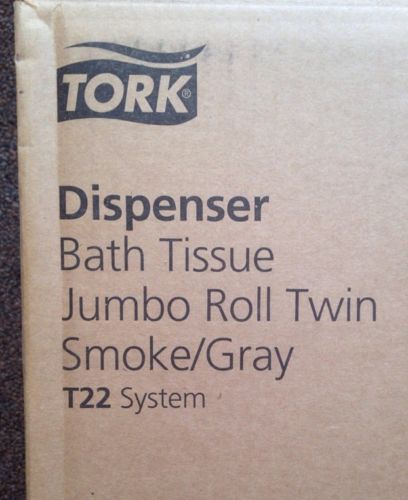 TORK®
Dispenser
Bath Tissue
Jumbo Roll Twin
Smoke/Gray
T22 System